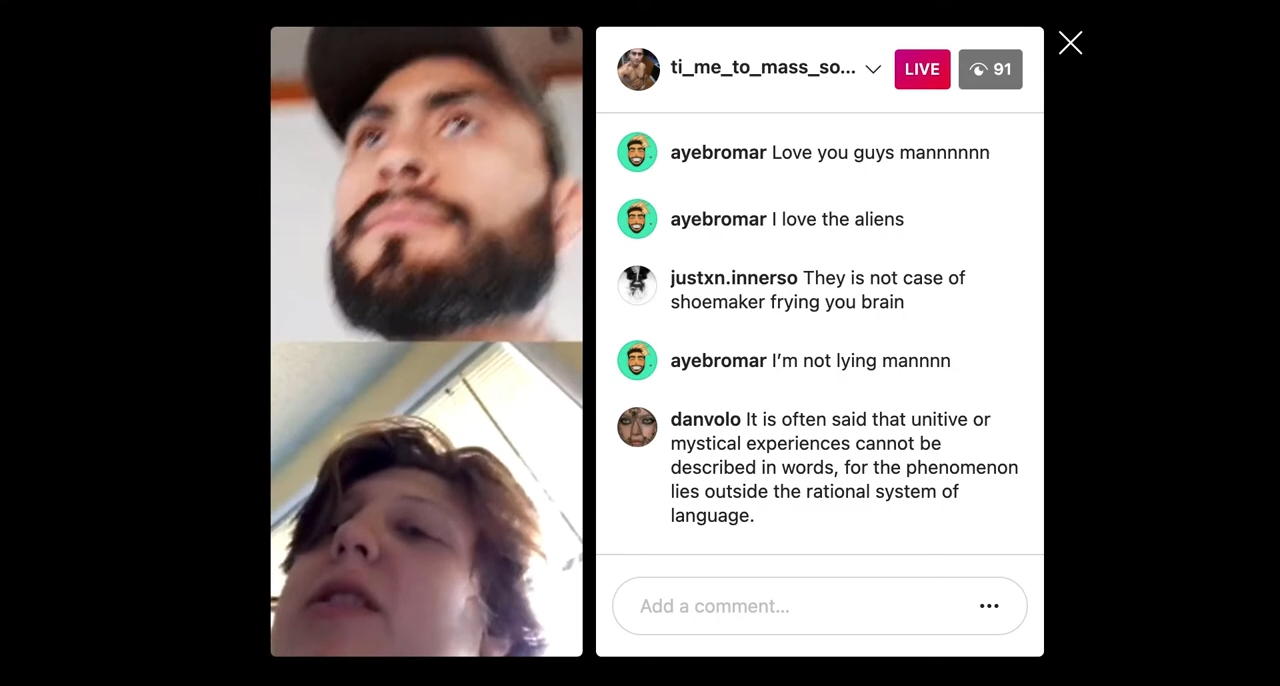 ti_me_to_mass_so...
LIVE
91
ayebromar Love you guys mannnnnn
ayebromar I love the aliens
justxn.innerso They is not case of
shoemaker frying you brain
ayebromar I’m not lying mannnn
danvolo It is often said that unitive or
mystical experiences cannot be
described in words, for the phenomenon
lies outside the rational system of
language.
Add a comment...